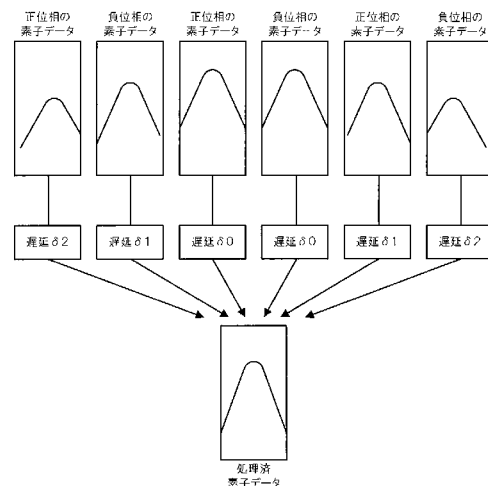 正位相の 負位相の 正位相の 負位相の 正位相の 負位相の
素子データ 素子データ 素子データ 素子データ 素子データ 素子データ
遅延δ2 遅延δ1 遅延δ0 遅延δ0 遅延δ1 遅延δ2
処理済
素子データ